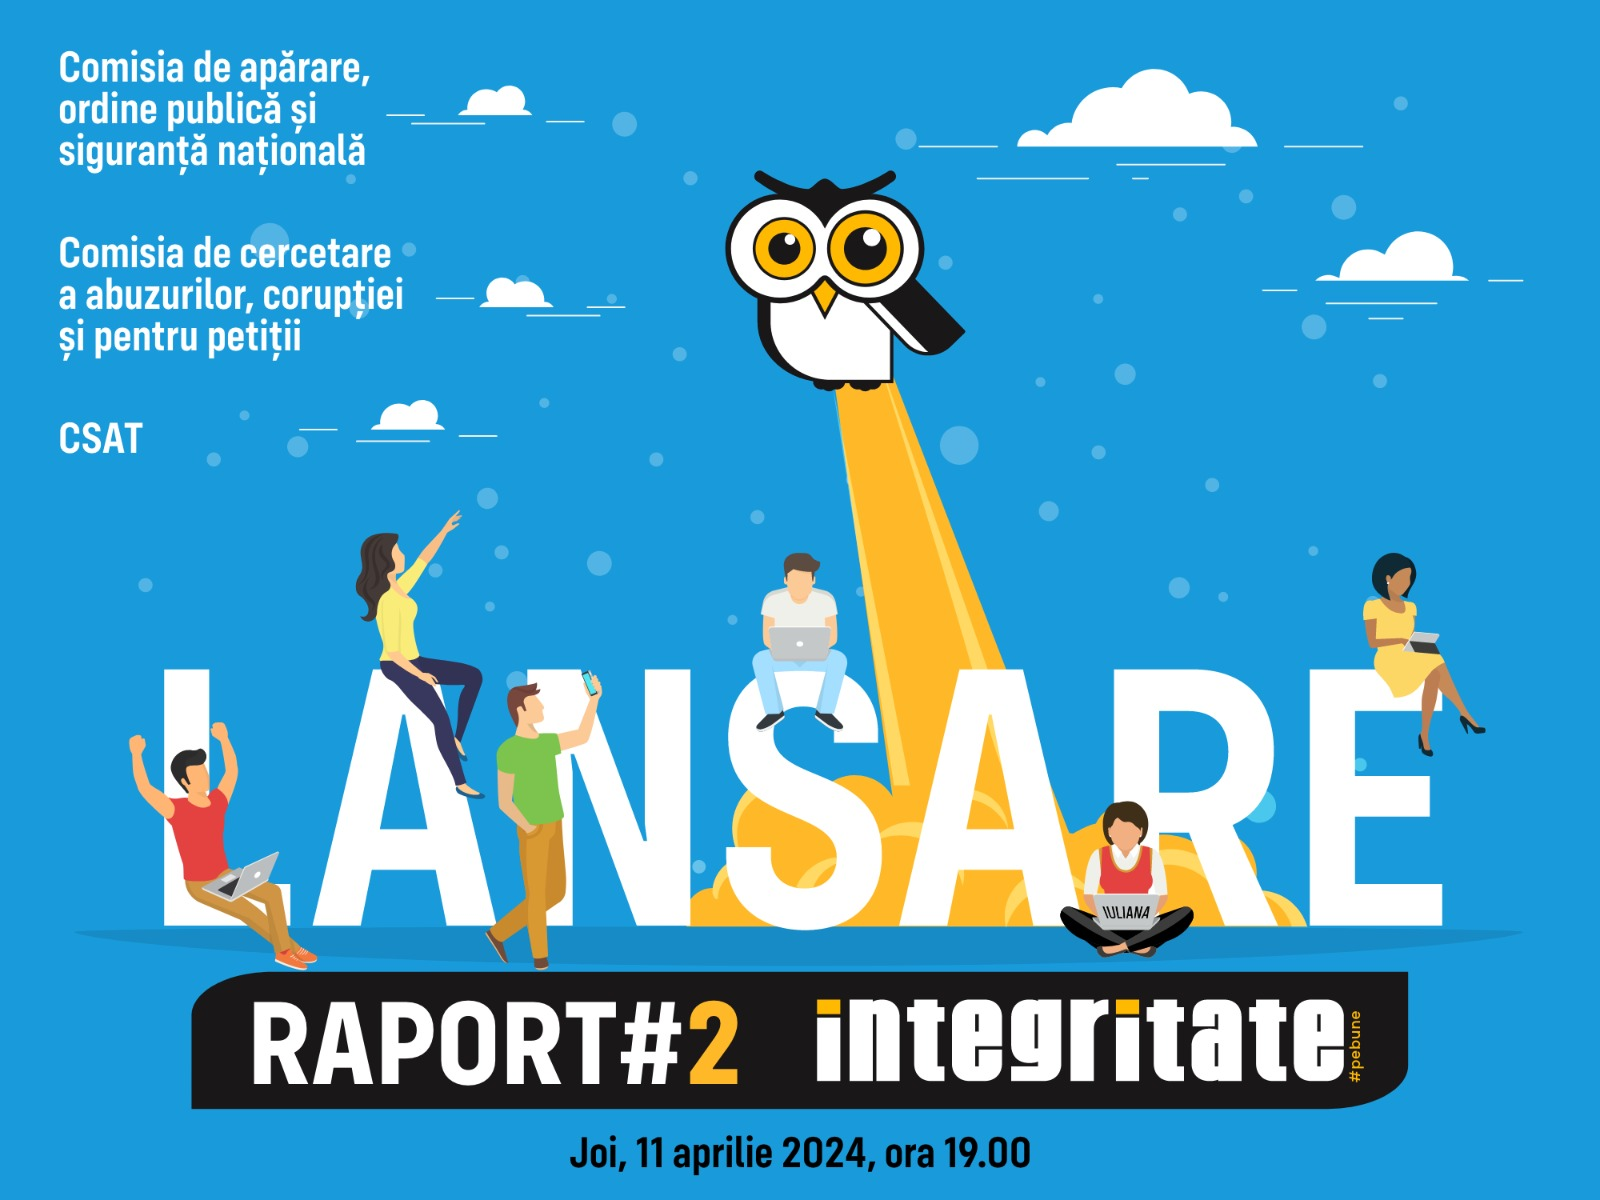 Comisia de apărare,
ordine publică și
siguranță națională
Comisia de cercetare
a abuzurilor, corupției
și pentru petiții
CSAT
LANSARE
IULIANA
RAPORT#2
integritate
#pebune
Joi, 11 aprilie 2024, ora 19.00